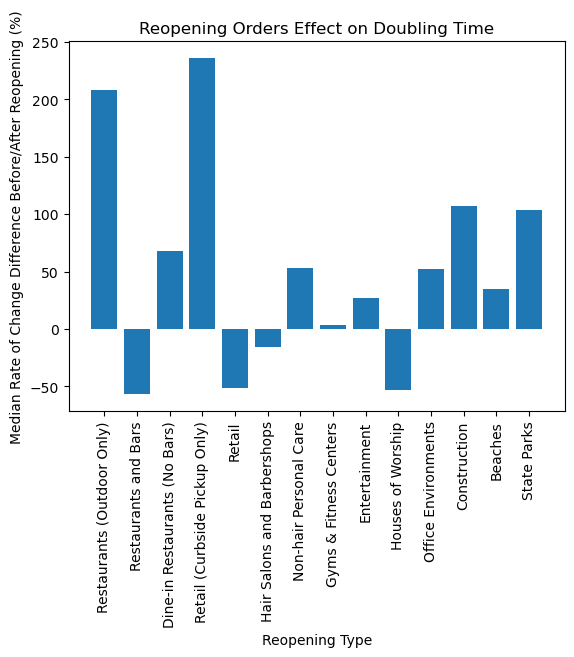 Reopening Orders Effect on Doubling Time
Median Rate of Change Difference Before/After Reopening (%)
250
200
150
100
50
0
−50
Restaurants (Outdoor Only)
Restaurants and Bars
Dine-in Restaurants (No Bars)
Retail (Curbside Pickup Only)
Retail
Hair Salons and Barbershops
Non-hair Personal Care
Gyms & Fitness Centers
Entertainment
Houses of Worship
Office Environments
Construction
Beaches
State Parks
Reopening Type